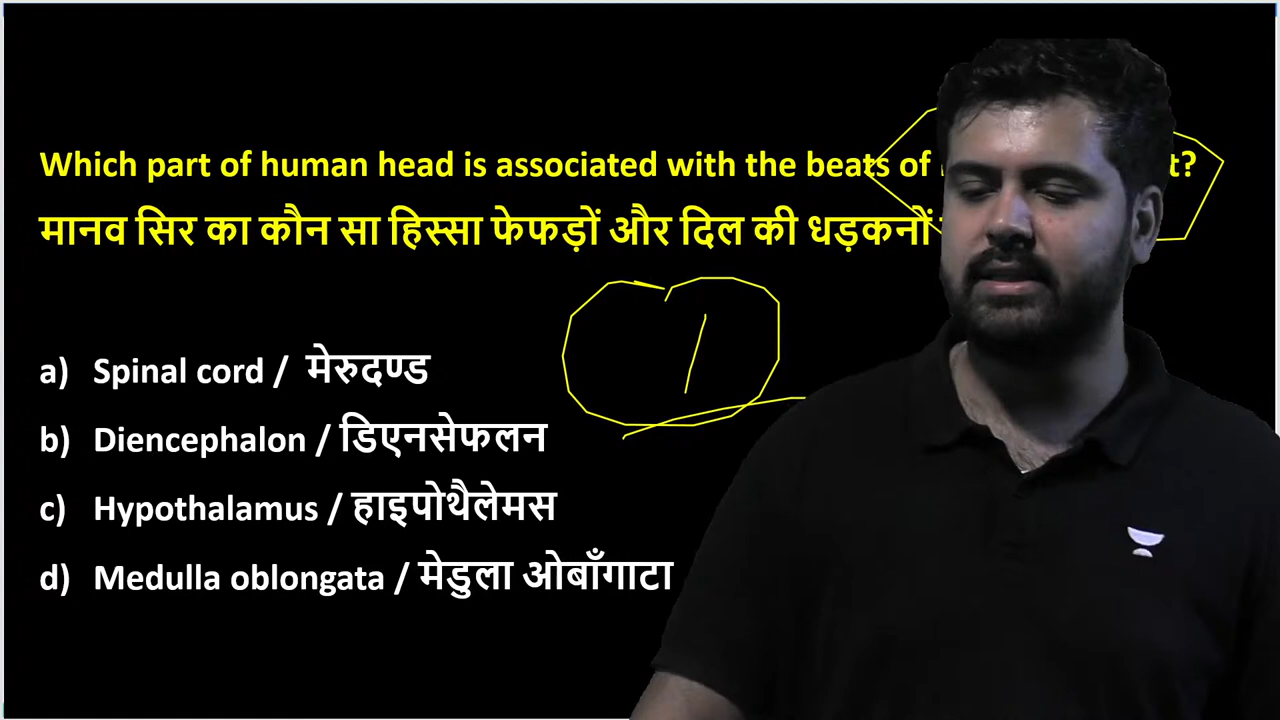 Which part of human head is associated with the beats of
मानव सिर का कौन सा हिस्सा फेफड़ों और दिल की धड़कनों
a) Spinal cord / मेरुदण्ड
b) Diencephalon / डिएनसेफलन
c) Hypothalamus / हाइपोथैलेमस
d) Medulla oblongata / मेडुला ओबाँगाटा